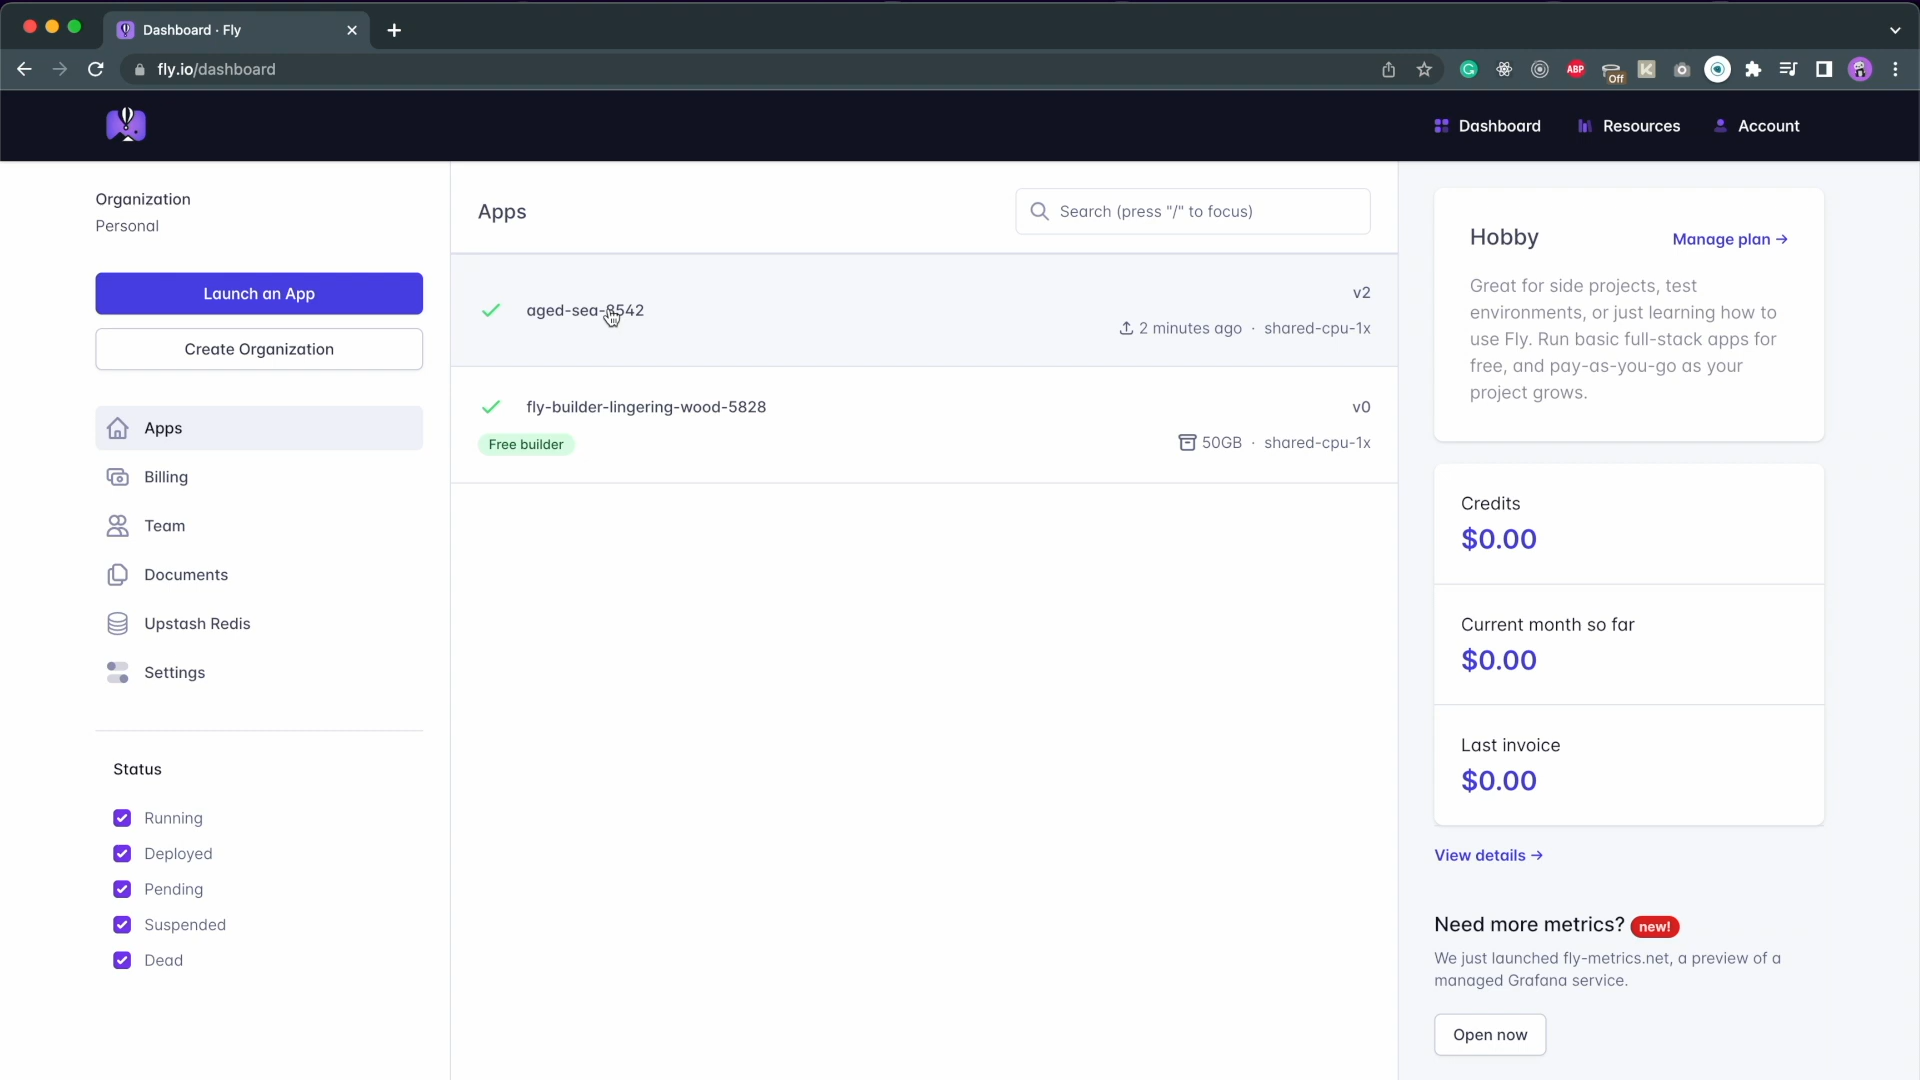 Dashboard · Fly
fly.io/dashboard
ABP
Off
K
Dashboard
Resources
Account
Organization
Personal
Launch an App
Create Organization
Apps
Billing
Team
Documents
Upstash Redis
Settings
Status
Running
Deployed
Pending
Suspended
Dead
Apps
Search (press "/" to focus)
aged-sea-8542
v2
2 minutes ago · shared-cpu-1x
fly-builder-lingering-wood-5828
v0
Free builder
50GB · shared-cpu-1x
Hobby
Manage plan →
Great for side projects, test
environments, or just learning how to
use Fly. Run basic full-stack apps for
free, and pay-as-you-go as your
project grows.
Credits
$0.00
Current month so far
$0.00
Last invoice
$0.00
View details →
Need more metrics? new!
We just launched fly-metrics.net, a preview of a
managed Grafana service.
Open now